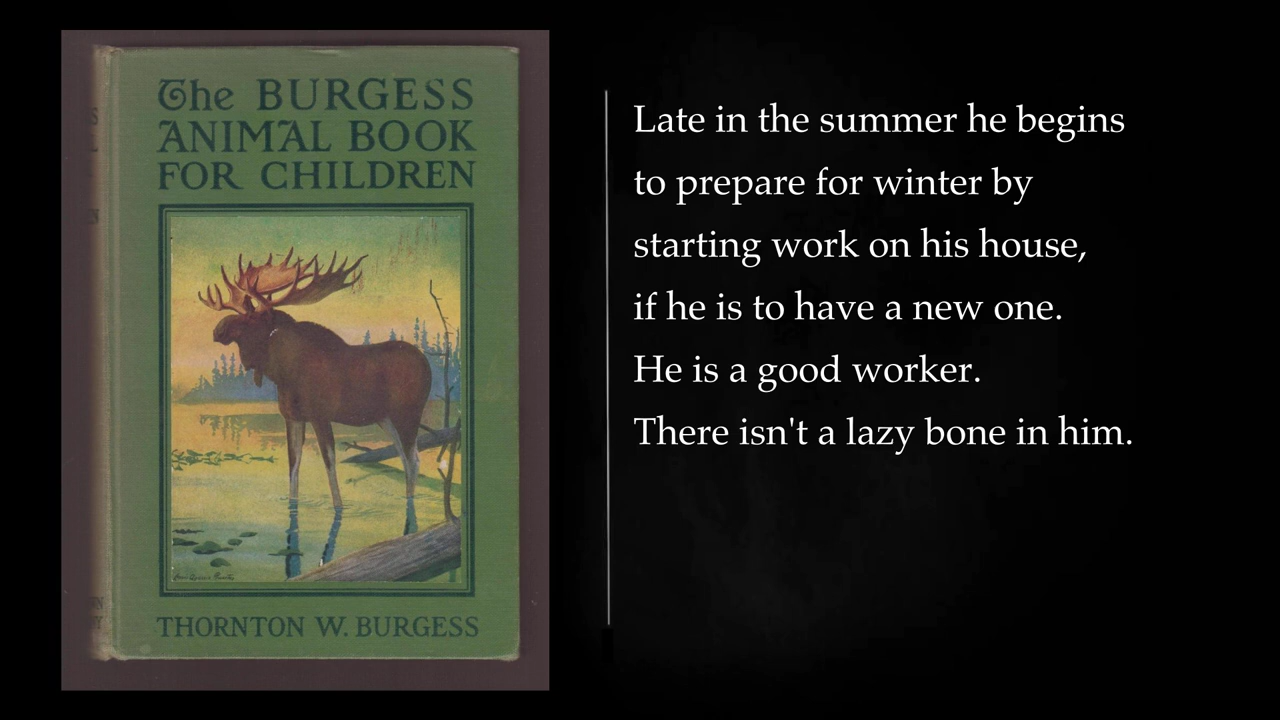 The BURGESS
ANIMAL BOOK
FOR CHILDREN
THORNTON W. BURGESS
Late in the summer he begins
to prepare for winter by
starting work on his house,
if he is to have a new one.
He is a good worker.
There isn't a lazy bone in him.